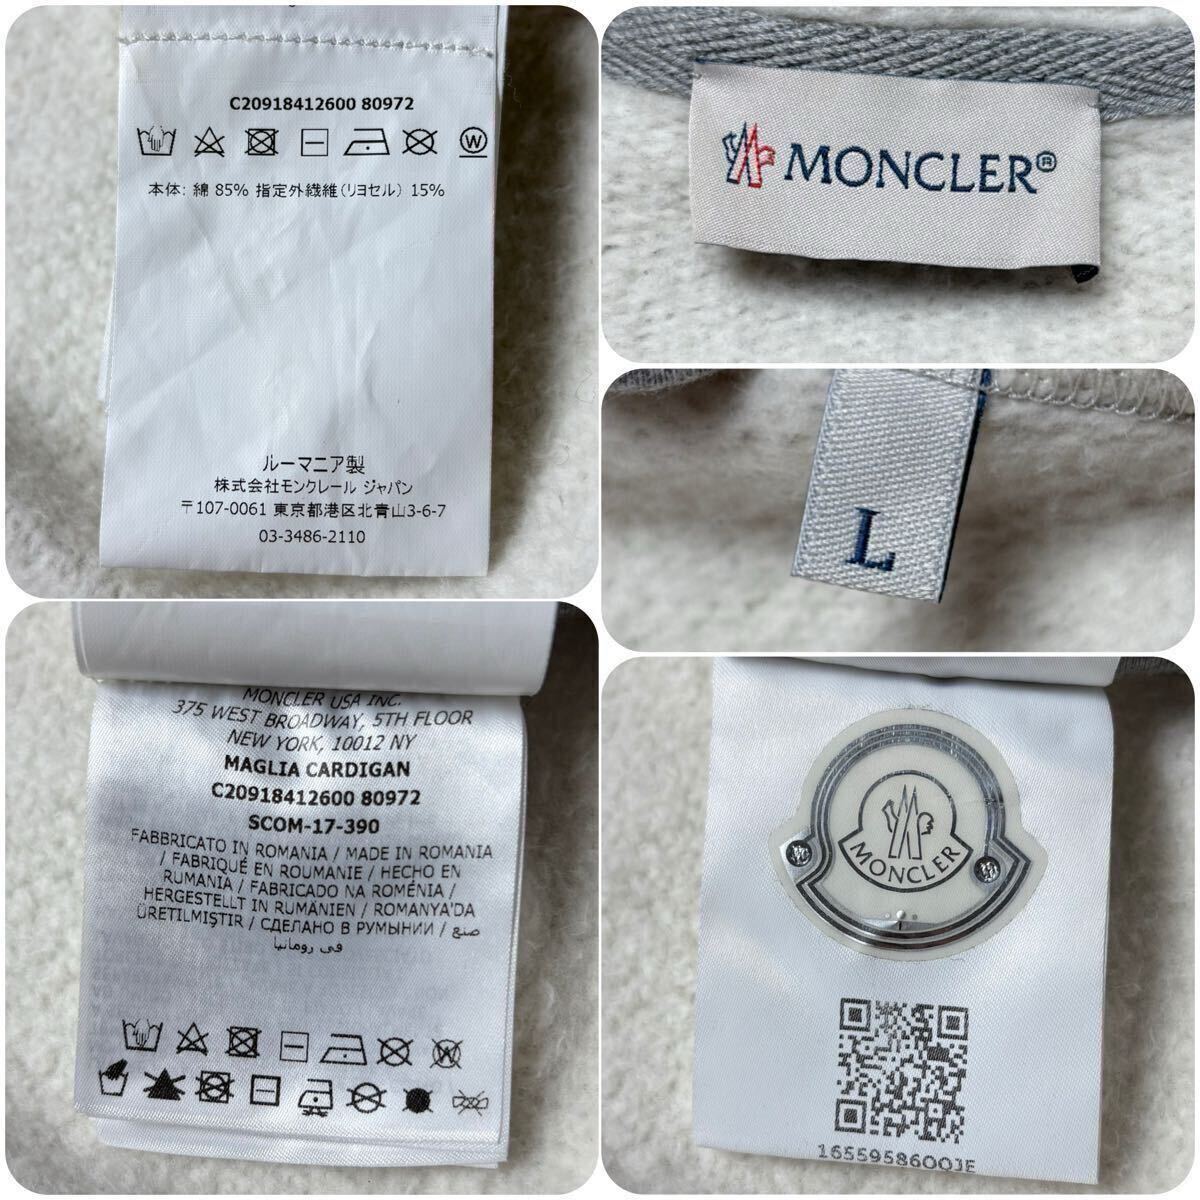 C20918412600 80972
W
本体: 綿 85% 指定外繊維(リヨセル) 15%
ルーマニア製
株式会社モンクレール ジャパン
〒107-0061 東京都港区北青山3-6-7
03-3486-2110
MONCLER®
L
MONCLER USA INC.
375 WEST BROADWAY, 5TH FLOOR
NEW YORK, 10012 NY
MAGLIA CARDIGAN
C20918412600 80972
SCOM-17-390
FABBRICATO IN ROMANIA / MADE IN ROMANIA
/ FABRIQUÉ EN ROUMANIE / HECHO EN
RUMANIA / FABRICADO NA ROMÉNIA /
HERGESTELLT IN RUMÄNIEN / ROMANYA'DA
ÜRETILMIŞTIR / СДЕЛАНО В РУМЫНИИ / صنع
في رومانيا
W
MONCLER
16559586OOJE